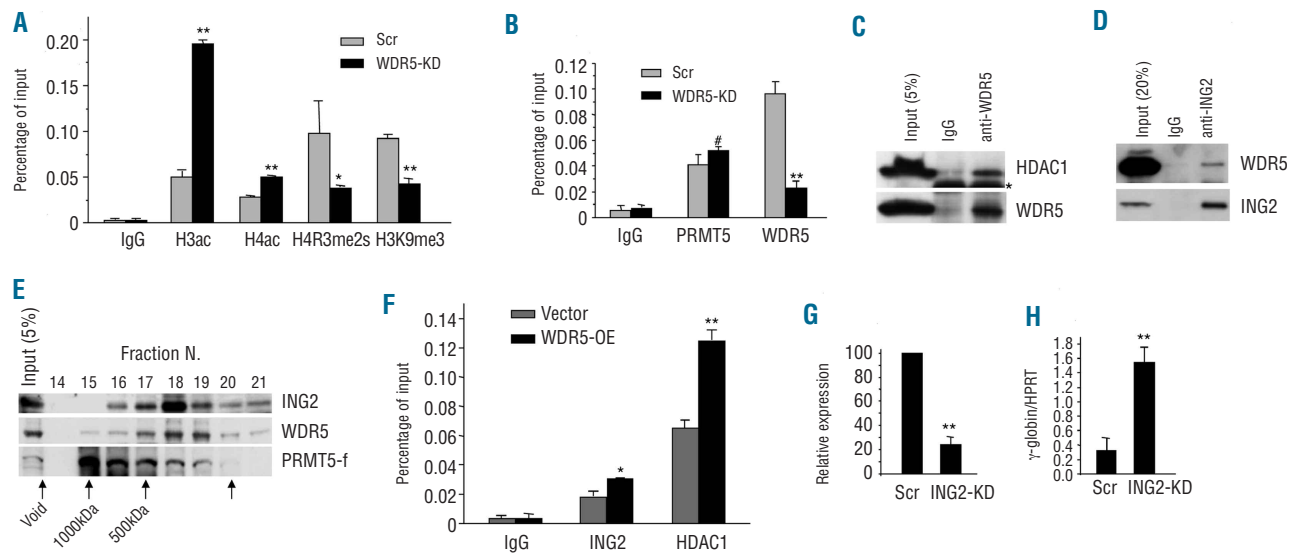 A
Percentage of input
0.20
0.15
0.10
0.05
0
Scr
WDR5-KD
**
**
*
**
IgG
H3ac
H4ac
H4R3me2s
H3K9me3
B
Percentage of input
0.12
0.10
0.08
0.06
0.04
0.02
0.00
Scr
WDR5-KD
#
**
IgG
PRMT5
WDR5
C
Input (5%)
IgG
anti-WDR5
HDAC1
*
WDR5
D
Input (20%)
IgG
anti-ING2
WDR5
ING2
E
Input (5%)
Fraction N.
14 15 16 17 18 19 20 21
ING2
WDR5
PRMT5-f
Void
1000kDa
500kDa
F
Percentage of input
0.14
0.12
0.10
0.08
0.06
0.04
0.02
0
Vector
WDR5-OE
*
**
IgG
ING2
HDAC1
G
Relative expression
100
80
60
40
20
0
**
Scr
ING2-KD
H
γ-globin/HPRT
1.8
1.6
1.4
1.2
1.0
0.8
0.6
0.4
0.2
0.0
**
Scr
ING2-KD